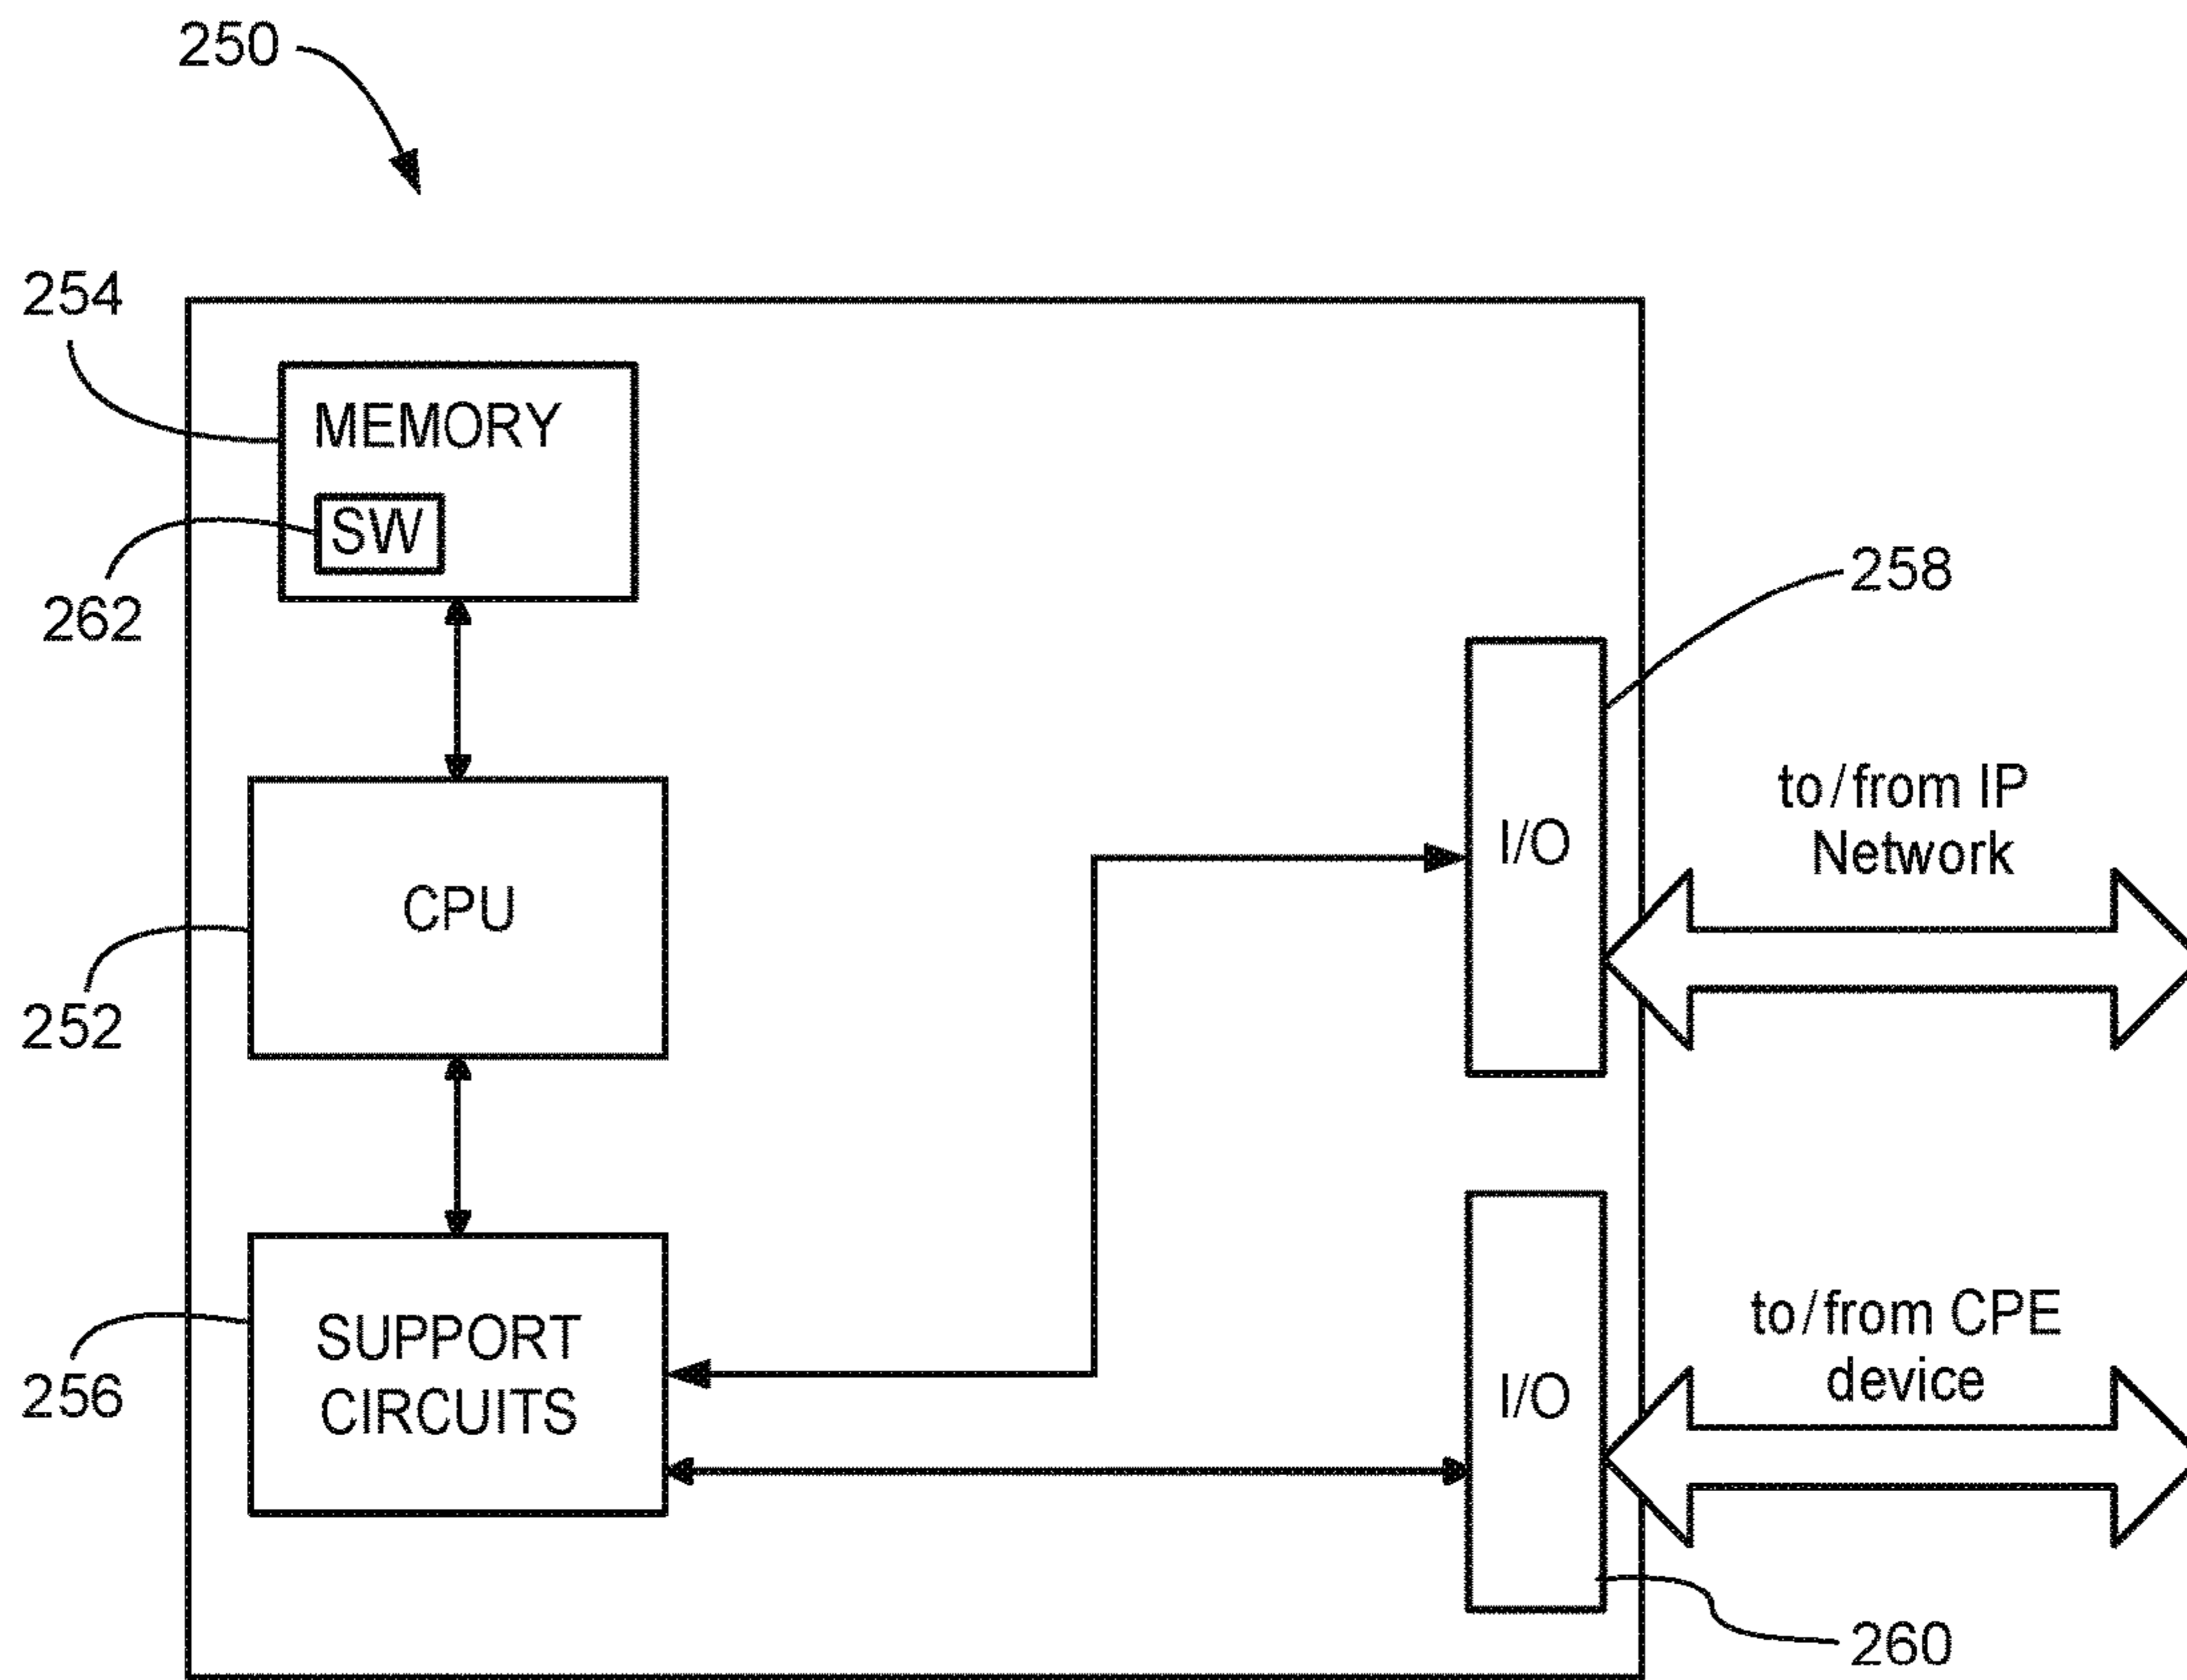 250
254
MEMORY
SW
262
258
to/from IP
Network
I/O
CPU
252
to/from CPE
device
SUPPORT
CIRCUITS
I/O
256
260